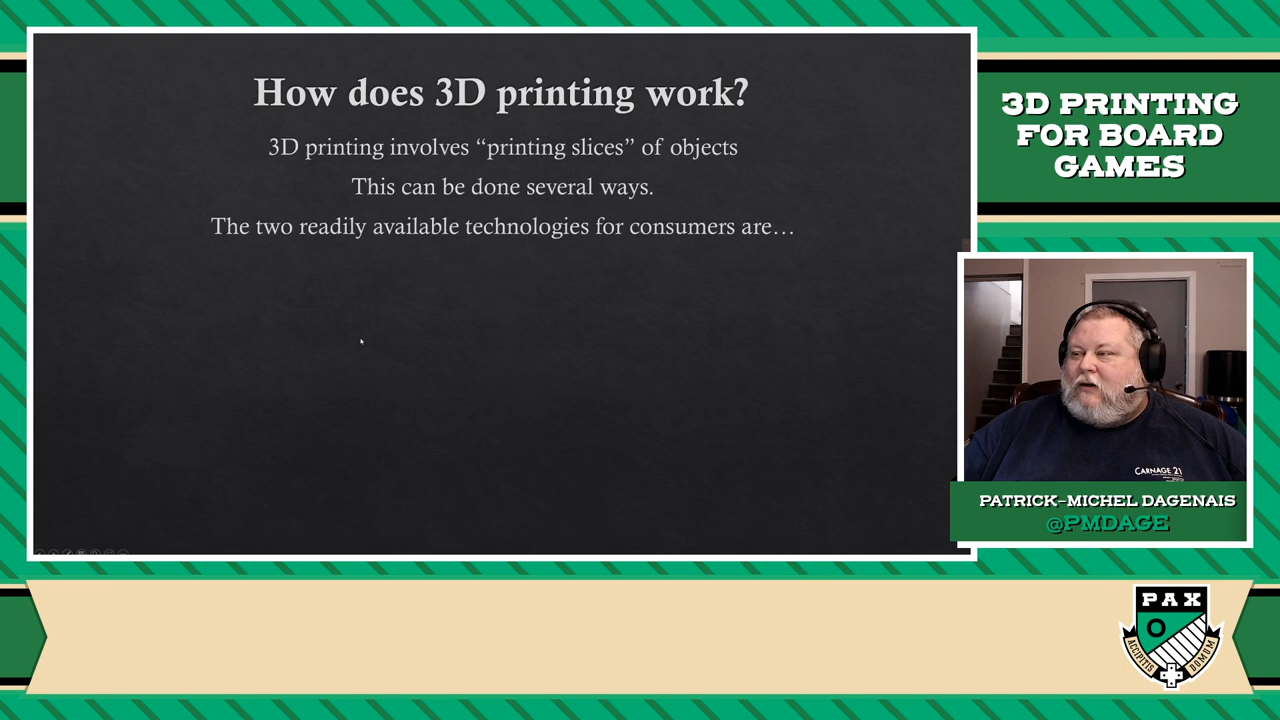 How does 3D printing work?
3D printing involves “printing slices” of objects
This can be done several ways.
The two readily available technologies for consumers are…
3D PRINTING
FOR BOARD
GAMES
CARNAGE 21
PATRICK-MICHEL DAGENAIS
@PMDAGE
PAX
ACCIPITIS
DOMUM